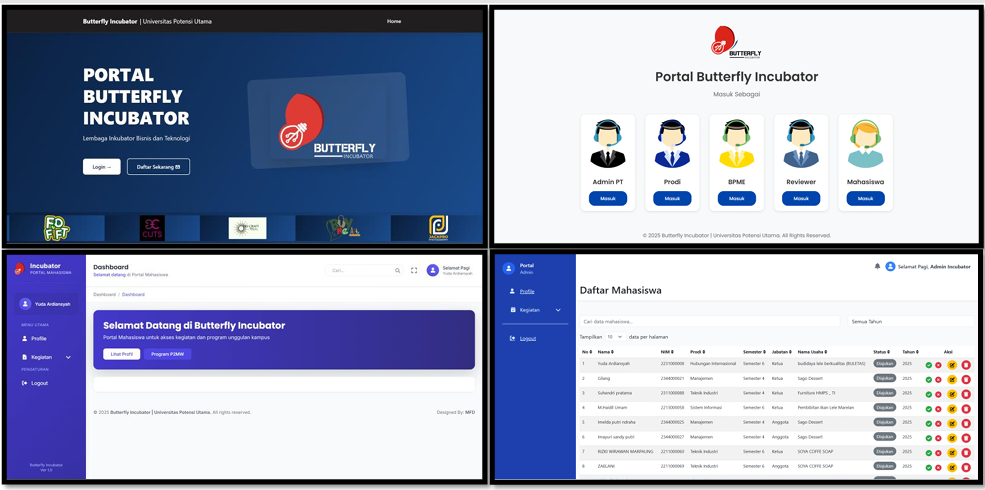 Butterfly Incubator | Universitas Potensi Utama
Home
PORTAL
BUTTERFLY
INCUBATOR
Lembaga Inkubator Bisnis dan Teknologi
Login →
Daftar Sekarang
BUTTERFLY
INCUBATOR
FO
FIFT
CUTS
JACKPRO
BUTTERFLY
INCUBATOR
Portal Butterfly Incubator
Masuk Sebagai
Admin PT
Prodi
BPME
Reviewer
Mahasiswa
Masuk
Masuk
Masuk
Masuk
Masuk
© 2025 Butterfly Incubator | Universitas Potensi Utama. All Rights Reserved.
Incubator
PORTAL MAHASISWA
Yuda Ardiansyah
MENU UTAMA
Profile
Kegiatan
PENGATURAN
Logout
Butterfly Incubator
Ver 1.0
Dashboard
Selamat datang di Portal Mahasiswa
Cari...
Selamat Pagi
Yuda Ardiansyah
Dashboard / Dashboard
Selamat Datang di Butterfly Incubator
Portal Mahasiswa untuk akses kegiatan dan program unggulan kampus
Lihat Profil
Program P2MW
© 2025 Butterfly Incubator | Universitas Potensi Utama. All rights reserved.
Designed By: MFD
Portal
Admin
Profile
Kegiatan
Logout
Selamat Pagi, Admin Incubator
Daftar Mahasiswa
Cari data mahasiswa...
Semua Tahun
Tampilkan 10 data per halaman
No Nama NIM Prodi Semester Jabatan Nama Usaha Status Tahun Aksi
1 Yuda Ardiansyah 2231000008 Hubungan Internasional Semester 6 Ketua budidaya lele berkualitas (BULETAS) Diajukan 2025
2 Gilang 2344000021 Manajemen Semester 4 Ketua Sago Dessert Diajukan 2025
3 Suhandri pratama 2311000088 Teknik Industri Semester 4 Ketua Furniture HMPS _ TI Diajukan 2025
4 M.Hasbi Umam 2211000058 Sistem Informasi Semester 6 Ketua Pembibitan Ikan Lele Marelan Diajukan 2025
5 Imelda putri ndraha 2344000025 Manajemen Semester 4 Anggota Sago Dessert Diajukan 2025
6 Imapuri sandy putri 2344000027 Manajemen Semester 4 Anggota Sago Dessert Diajukan 2025
7 RIZKI WIRAWAN MARPAUNG 2211000060 Teknik Industri Semester 6 Ketua SOYA COFFE SOAP Diajukan 2025
8 ZAELANI 2211000069 Teknik Industri Semester 6 Anggota SOYA COFFE SOAP Diajukan 2025